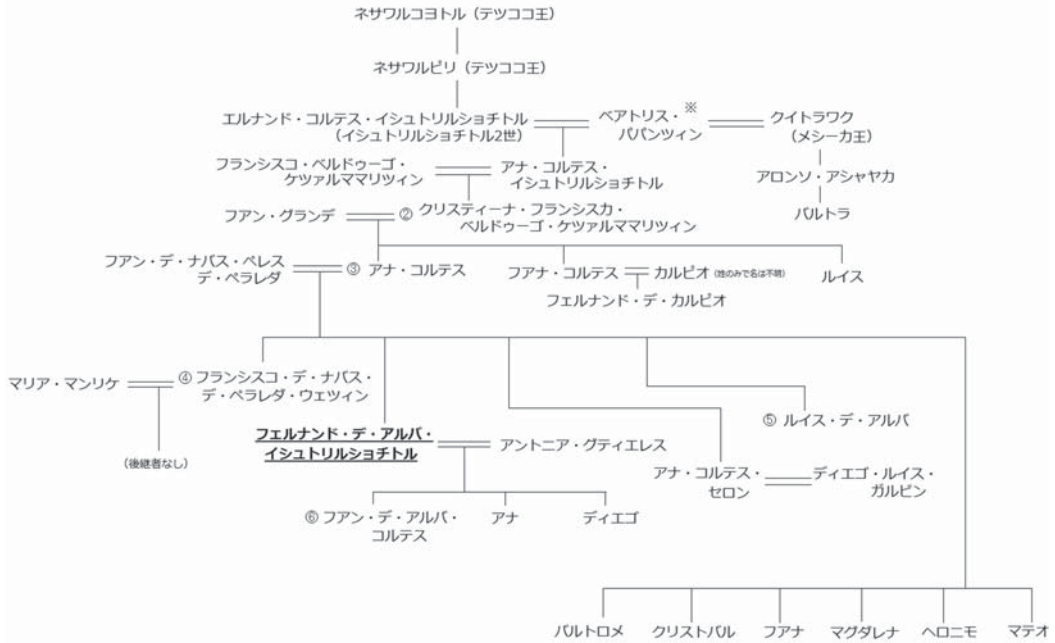 ネサワルコヨトル（テツココ王）
ネサワルピリ（テツココ王）
エルナンド・コルテス・イシュトリルショチトル
（イシュトリルショチトル2世）
ベアトリス・※
パパンツィン
クイトラワク
（メシーカ王）
フランシスコ・ベルドゥーゴ・
ケツァルママリツィン
アナ・コルテス・
イシュトリルショチトル
アロンソ・アシャヤカ
バルトラ
フアン・グランデ
② クリスティーナ・フランシスカ・
ベルドゥーゴ・ケツァルママリツィン
フアン・デ・ナバス・ペレス
デ・ペラレダ
③ アナ・コルテス
フアナ・コルテス
カルピオ（姓のみで名は不明）
ルイス
フェルナンド・デ・カルピオ
マリア・マンリケ
④ フランシスコ・デ・ナバス・
デ・ペラレダ・ウェツィン
⑤ ルイス・デ・アルバ
（後継者なし）
フェルナンド・デ・アルバ・
イシュトリルショチトル
アントニア・グティエレス
アナ・コルテス・
セロン
ディエゴ・ルイス・
ガルビン
⑥ フアン・デ・アルバ・
コルテス
アナ
ディエゴ
バルトロメ
クリストバル
フアナ
マグダレナ
ヘロニモ
マテオ